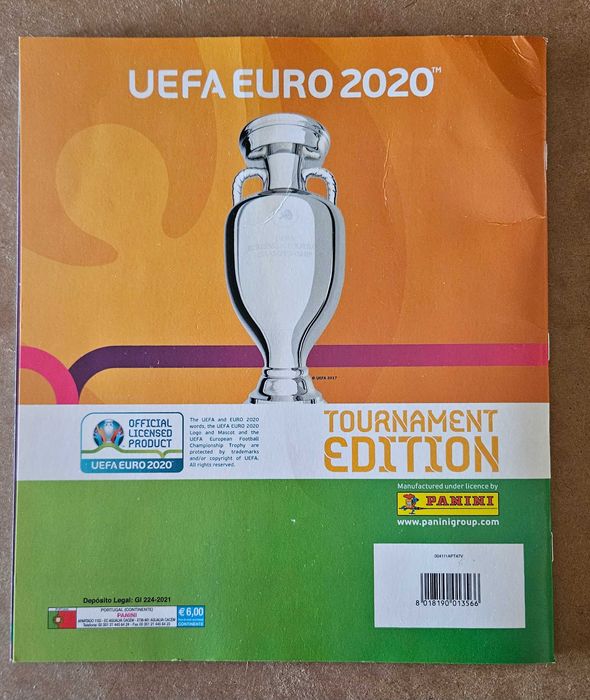 UEFA EURO 2020™
© UEFA 2017
OFFICIAL
LICENSED
PRODUCT
UEFA EURO 2020™
The UEFA and EURO 2020
words, the UEFA EURO 2020
Logo and Mascot and the
UEFA European Football
Championship Trophy are
protected by trademarks
and/or copyright of UEFA.
All rights reserved.
TOURNAMENT
EDITION
Manufactured under licence by
PANINI
www.paninigroup.com
004111APT47V
8 018190 013566
Depósito Legal: GI 224-2021
PORTUGAL (CONTINENTE)
PANINI
€ 6,00
CONTINENTE